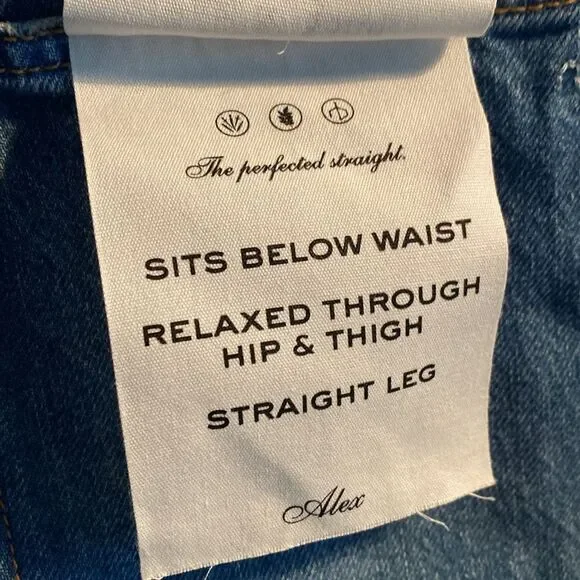 The perfected straight.
SITS BELOW WAIST
RELAXED THROUGH
HIP & THIGH
STRAIGHT LEG
Alex